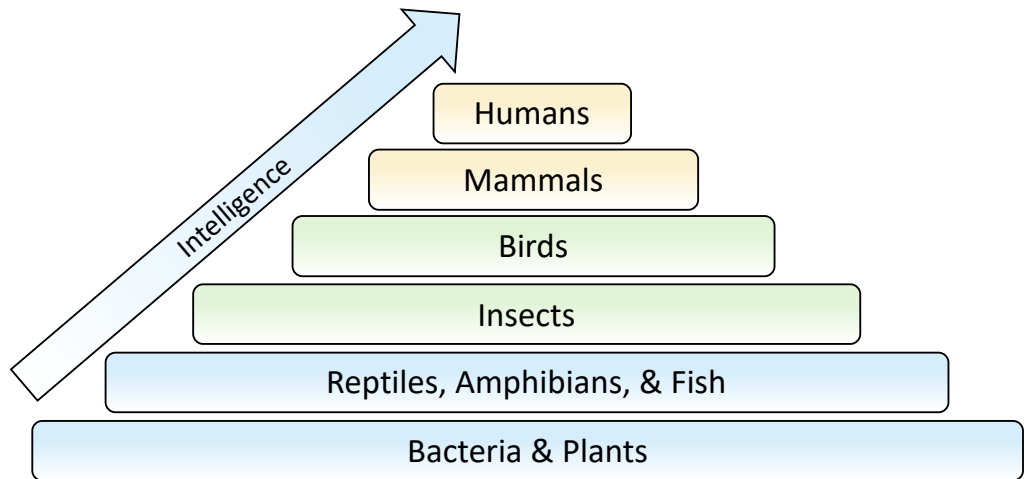 Intelligence
Humans
Mammals
Birds
Insects
Reptiles, Amphibians, & Fish
Bacteria & Plants